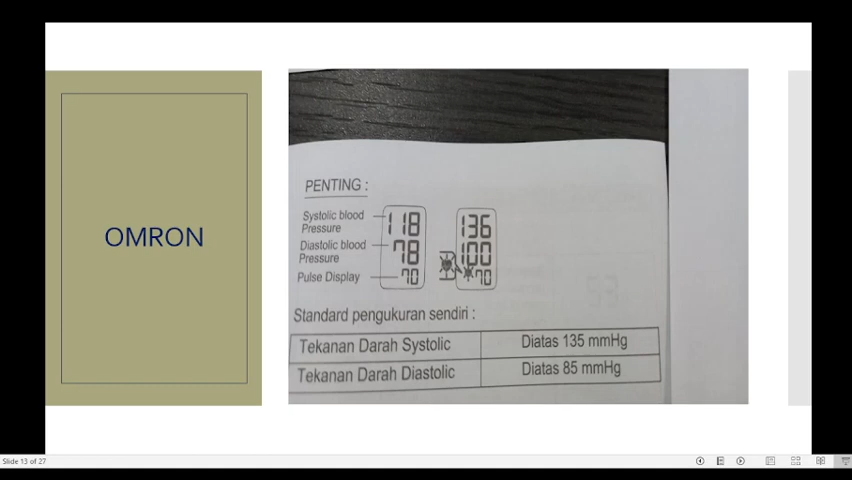 OMRON
PENTING :
Systolic blood
Pressure
118
136
Diastolic blood
Pressure
78
100
Pulse Display
70
70
Standard pengukuran sendiri :
Tekanan Darah Systolic
Diatas 135 mmHg
Tekanan Darah Diastolic
Diatas 85 mmHg
Slide 13 of 27